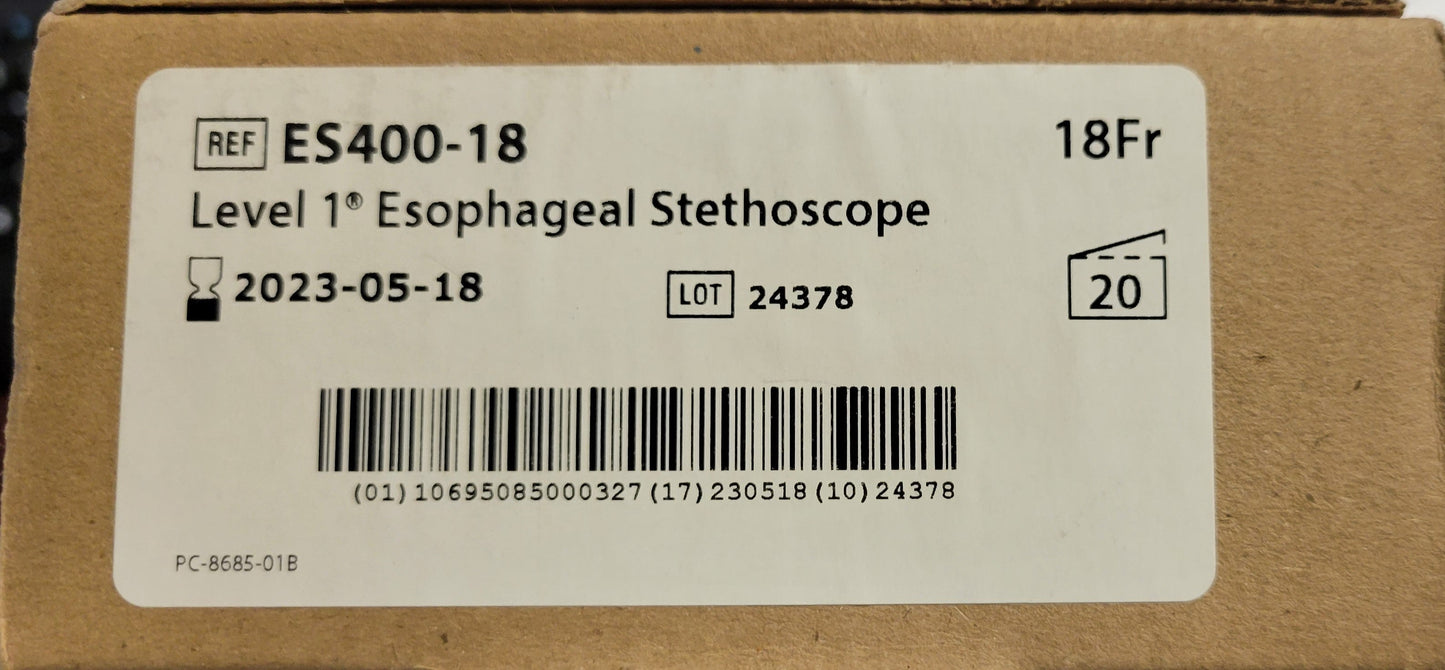 REF ES400-18 18Fr
Level 1® Esophageal Stethoscope
2023-05-18 LOT 24378 20
(01)10695085000327(17)230518(10)24378
PC-8685-01B